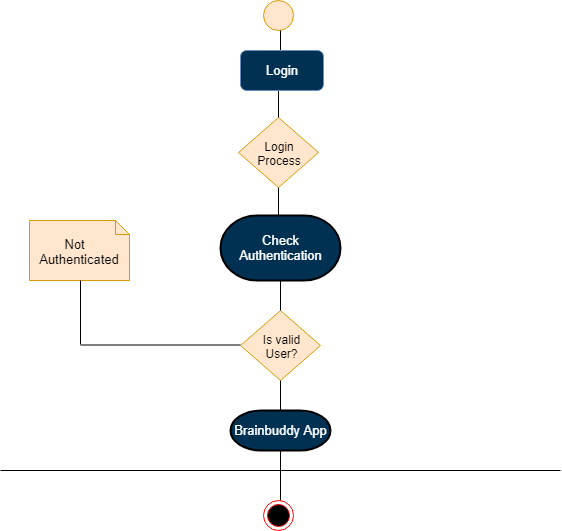 Login
Login
Process
Check
Authentication
Not
Authenticated
Is valid
User?
Brainbuddy App